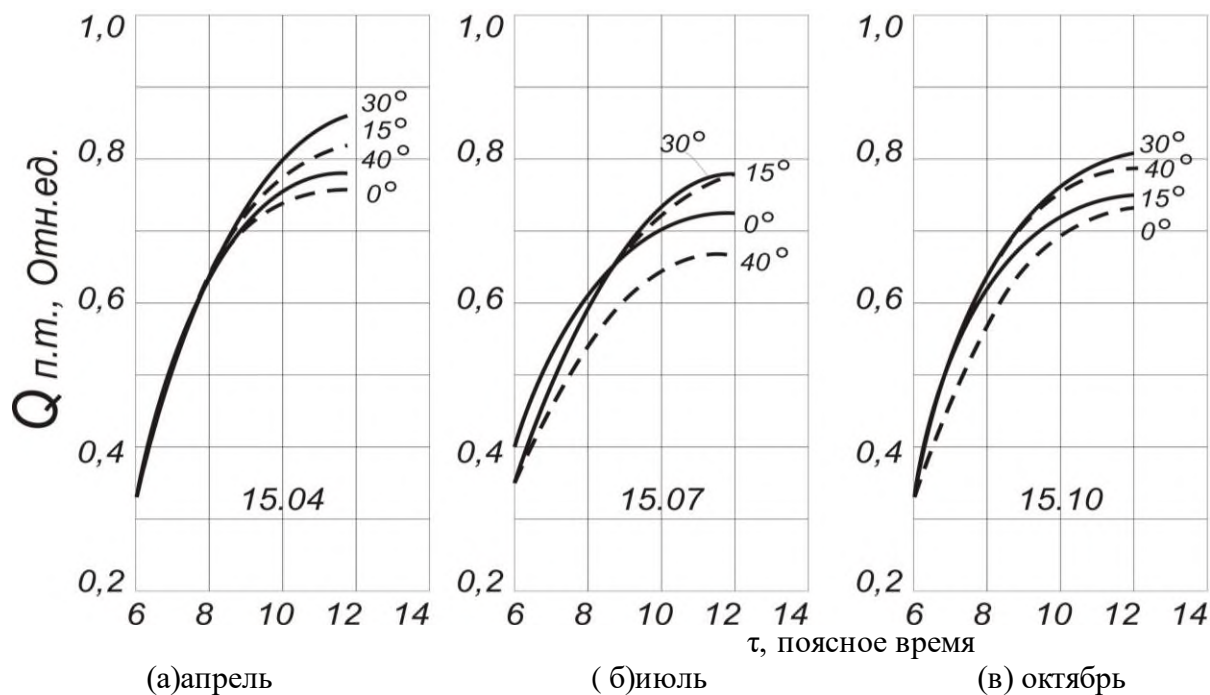 1,0 1,0 1,0
30° 15° 40° 0°
0,8 0,8 0,8
30° 15° 0° 40°
30° 40° 15° 0°
Q п.т., Отн.ед.
0,6 0,6 0,6
0,4 0,4 0,4
15.04 15.07 15.10
0,2 0,2 0,2
6 8 10 12 14 6 8 10 12 14 6 8 10 12 14
τ, поясное время
(а)апрель ( б)июль (в) октябрь